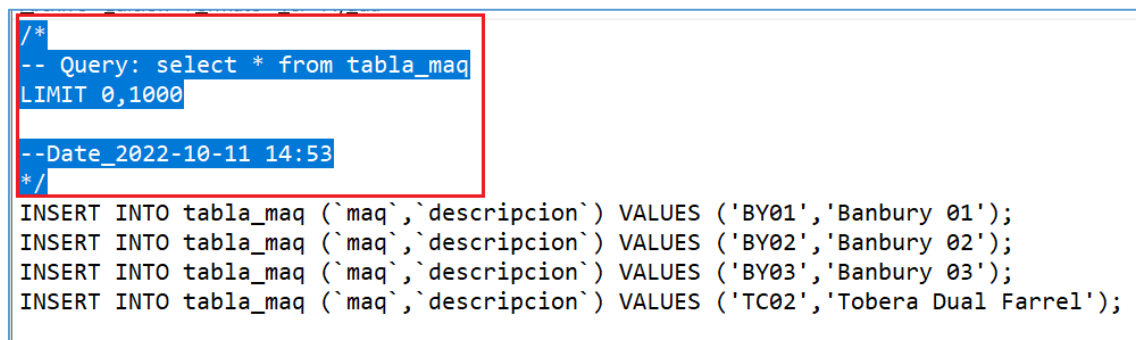 /*
-- Query: select * from tabla_maq
LIMIT 0,1000
--Date_2022-10-11 14:53
*/
INSERT INTO tabla_maq (`maq`,`descripcion`) VALUES ('BY01','Banbury 01');
INSERT INTO tabla_maq (`maq`,`descripcion`) VALUES ('BY02','Banbury 02');
INSERT INTO tabla_maq (`maq`,`descripcion`) VALUES ('BY03','Banbury 03');
INSERT INTO tabla_maq (`maq`,`descripcion`) VALUES ('TC02','Tobera Dual Farrel');